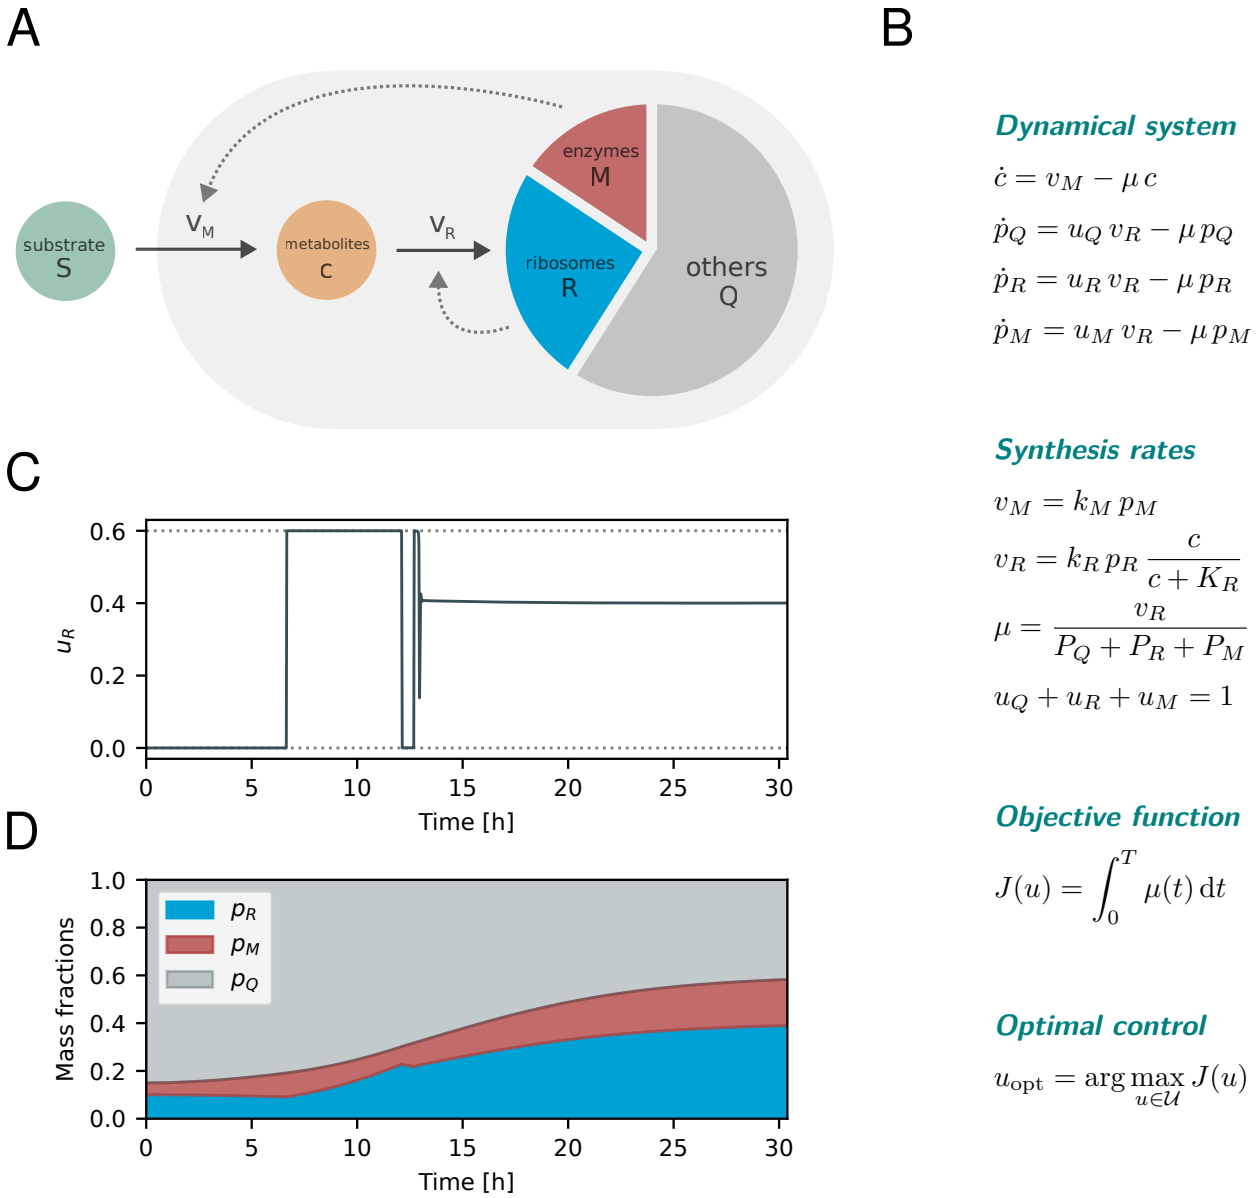 A
substrate
S
v_M
metabolites
c
v_R
enzymes
M
ribosomes
R
others
Q
B
Dynamical system
ċ = v_M − μ c
ṗ_Q = u_Q v_R − μ p_Q
ṗ_R = u_R v_R − μ p_R
ṗ_M = u_M v_R − μ p_M
Synthesis rates
v_M = k_M p_M
v_R = k_R p_R c / (c + K_R)
μ = v_R / (P_Q + P_R + P_M)
u_Q + u_R + u_M = 1
Objective function
J(u) = ∫_0^T μ(t) dt
Optimal control
u_opt = arg max_{u∈𝒰} J(u)
C
u_R
0.6
0.4
0.2
0.0
0 5 10 15 20 25 30
Time [h]
D
Mass fractions
1.0
0.8
0.6
0.4
0.2
0.0
p_R
p_M
p_Q
0 5 10 15 20 25 30
Time [h]